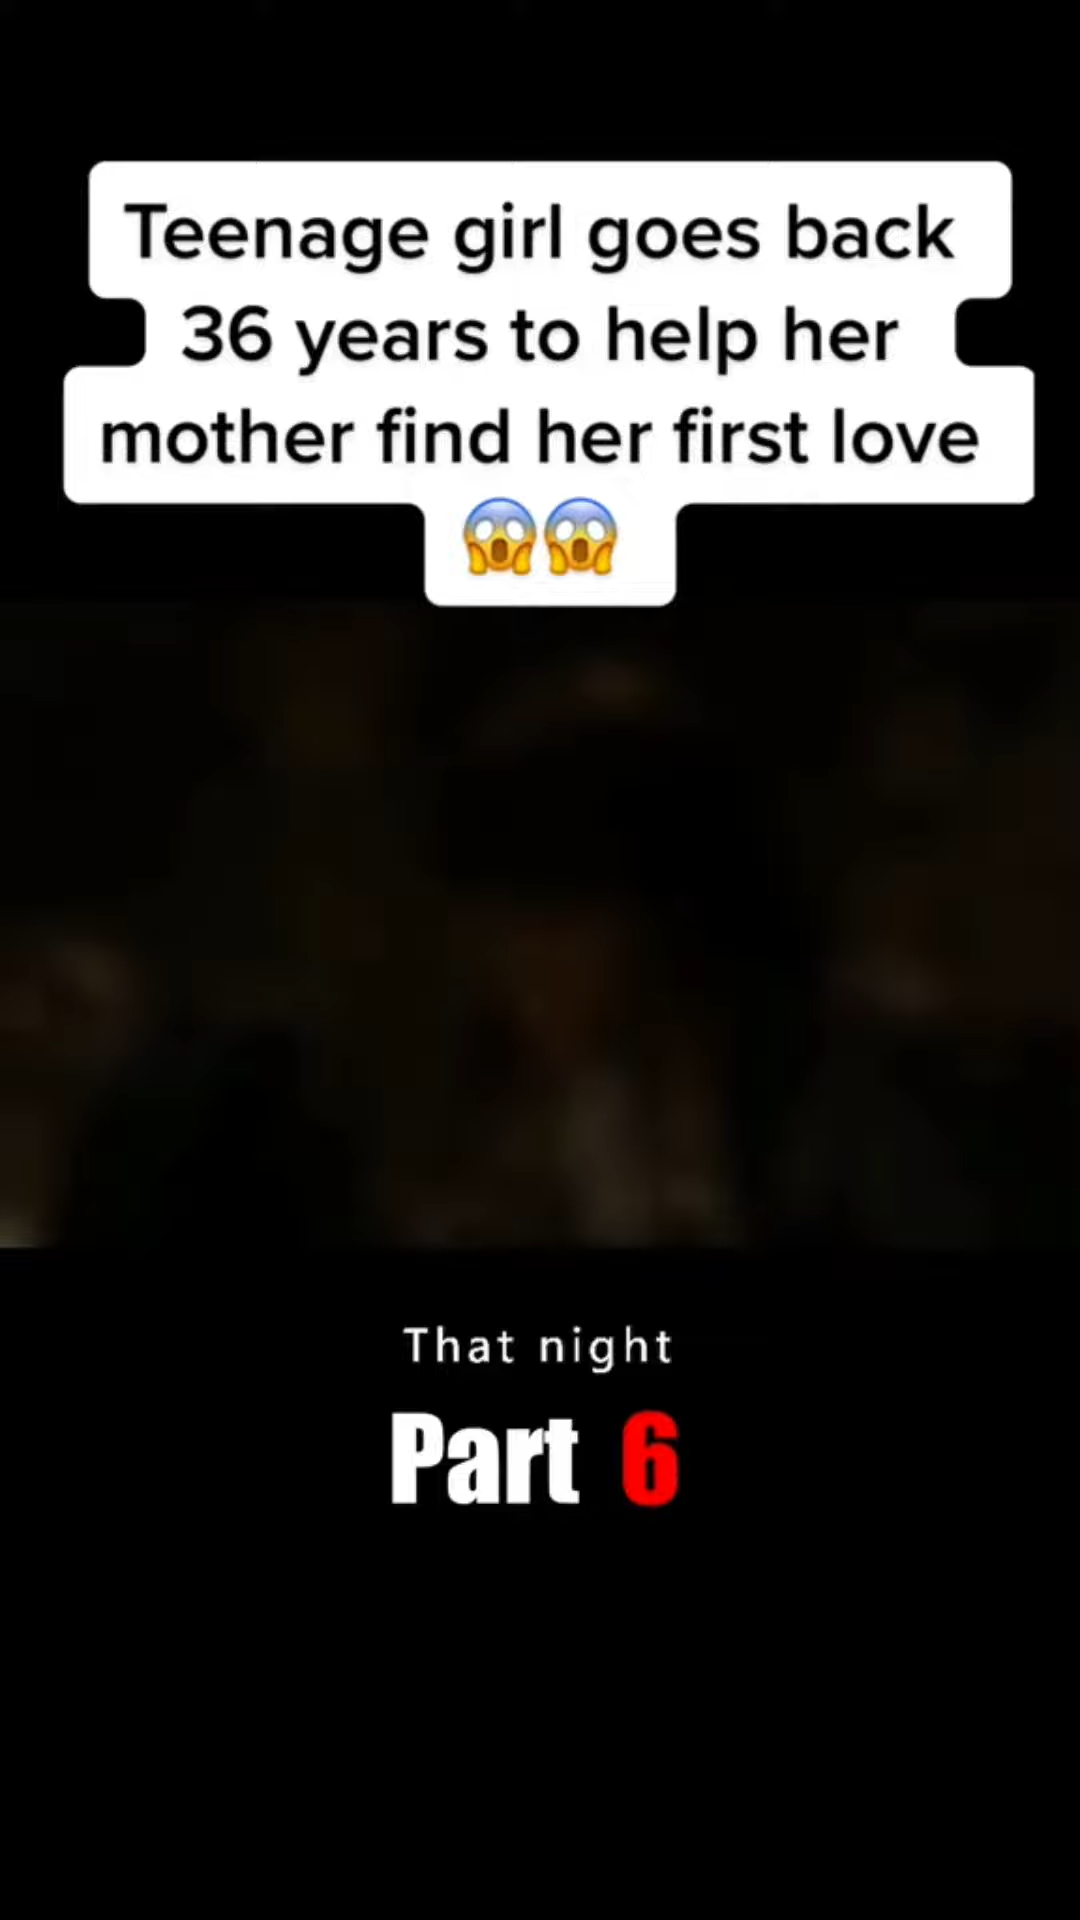 Teenage girl goes back
36 years to help her
mother find her first love
😱😱
That night
Part 6